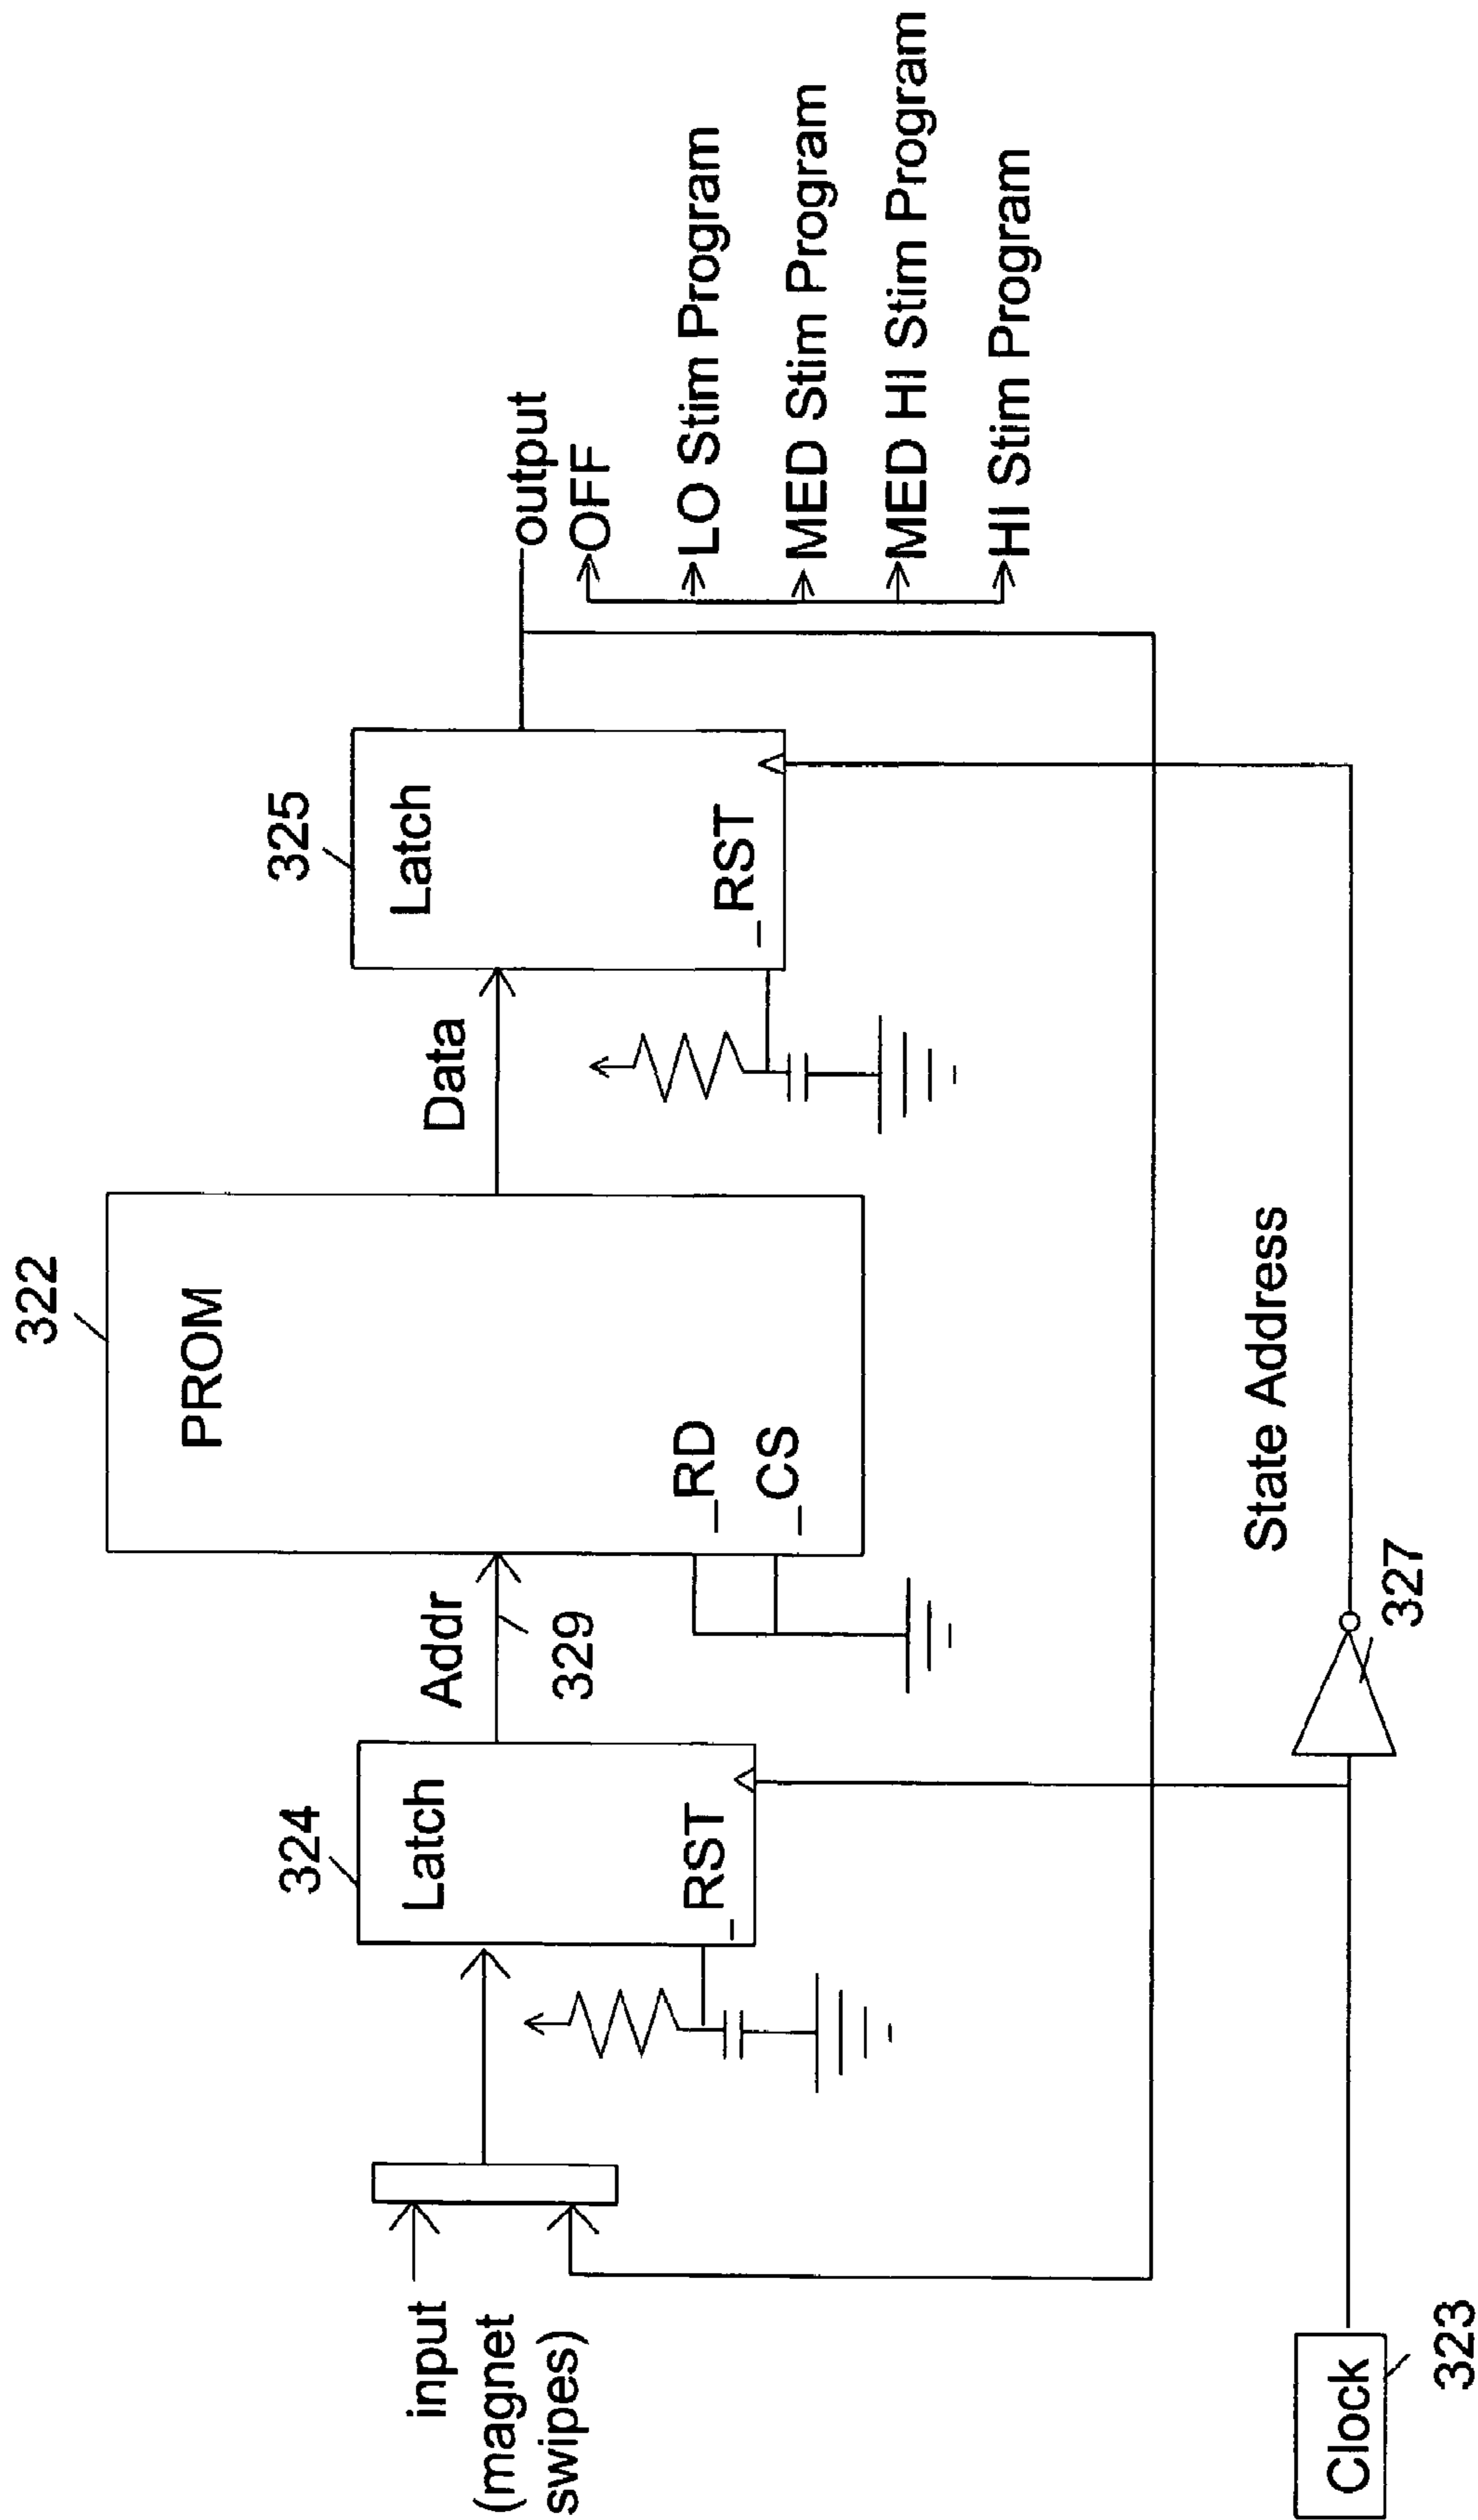 322
PROM
_RD
_CS
325
Latch
_RST
324
Latch
_RST
Addr
329
Data
input
(magnet
swipes)
output
OFF
LO Stim Program
MED Stim Program
MED HI Stim Program
HI Stim Program
State Address
327
Clock
323